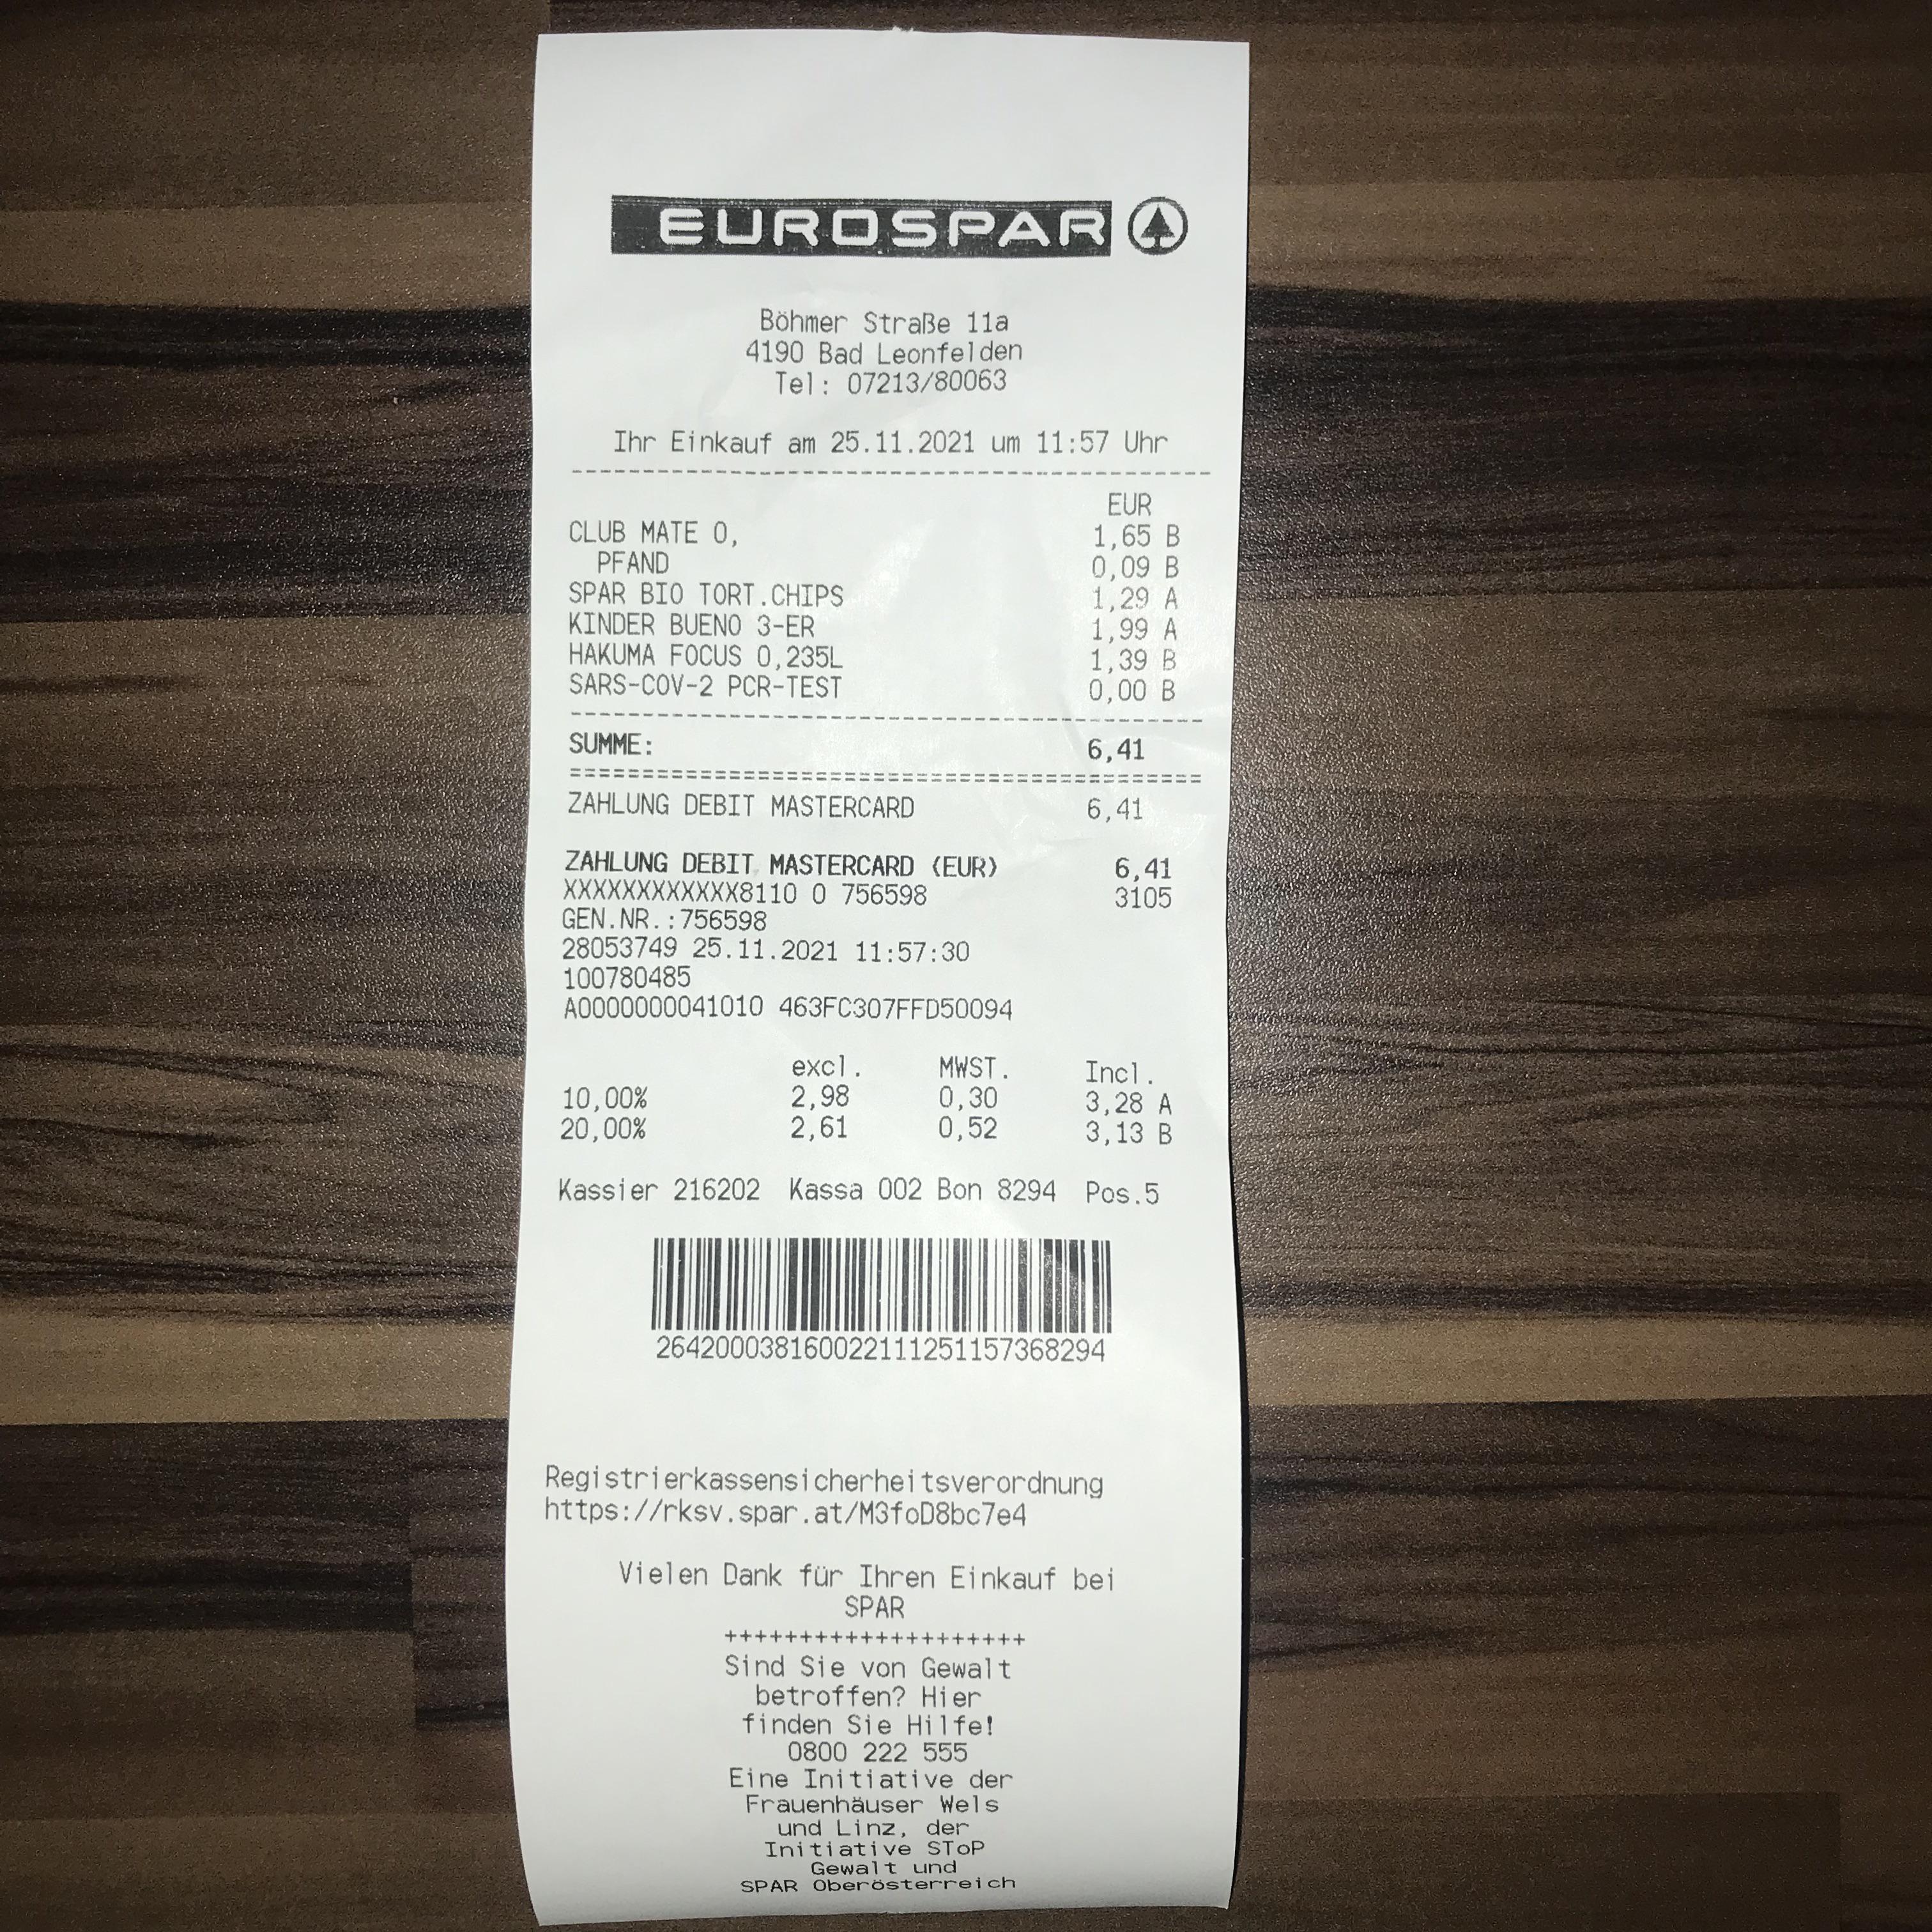 EUROSPAR
Böhmer Straße 11a
4190 Bad Leonfelden
Tel: 07213/80063
Ihr Einkauf am 25.11.2021 um 11:57 Uhr
--------------------------------------------
EUR
CLUB MATE 0, 1,65 B
PFAND 0,09 B
SPAR BIO TORT.CHIPS 1,29 A
KINDER BUENO 3-ER 1,99 A
HAKUMA FOCUS 0,235L 1,39 B
SARS-COV-2 PCR-TEST 0,00 B
--------------------------------------------
SUMME: 6,41
============================================
ZAHLUNG DEBIT MASTERCARD 6,41
ZAHLUNG DEBIT MASTERCARD (EUR) 6,41
XXXXXXXXXXXX8110 0 756598 3105
GEN.NR.:756598
28053749 25.11.2021 11:57:30
100780485
A0000000041010 463FC307FFD50094
excl. MWST. Incl.
10,00% 2,98 0,30 3,28 A
20,00% 2,61 0,52 3,13 B
Kassier 216202 Kassa 002 Bon 8294 Pos.5
264200038160022111251157368294
Registrierkassensicherheitsverordnung
https://rksv.spar.at/M3foD8bc7e4
Vielen Dank für Ihren Einkauf bei
SPAR
++++++++++++++++++++
Sind Sie von Gewalt
betroffen? Hier
finden Sie Hilfe!
0800 222 555
Eine Initiative der
Frauenhäuser Wels
und Linz, der
Initiative SToP
Gewalt und
SPAR Oberösterreich